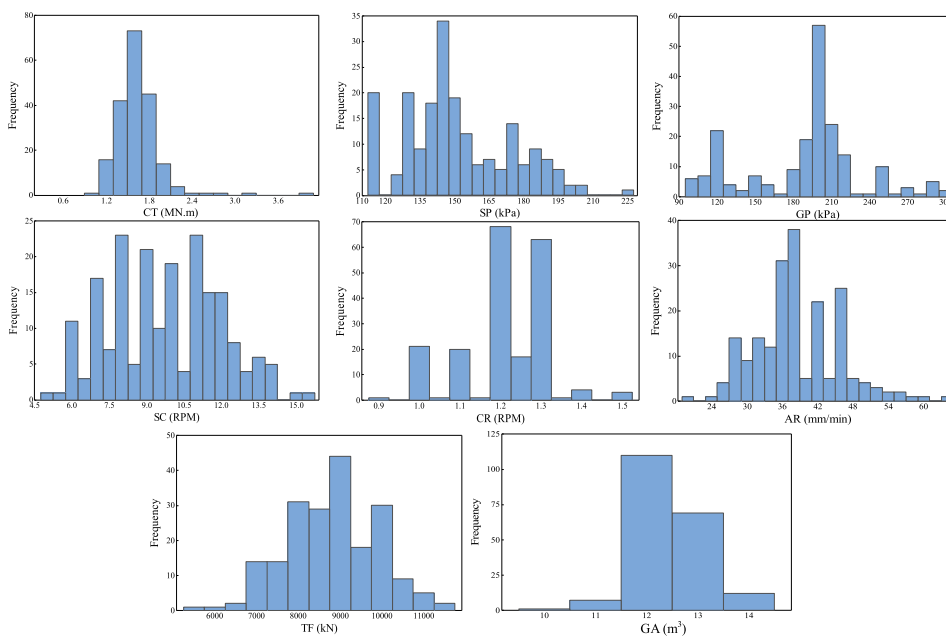 80
60
40
20
0
Frequency
0.6 1.2 1.8 2.4 3.0 3.6
CT (MN.m)
35
30
25
20
15
10
5
0
Frequency
110 120 135 150 165 180 195 210 225
SP (kPa)
60
50
40
30
20
10
0
Frequency
90 120 150 180 210 240 270 300
GP (kPa)
25
20
15
10
5
0
Frequency
4.5 6.0 7.5 9.0 10.5 12.0 13.5 15.0
SC (RPM)
70
60
50
40
30
20
10
0
Frequency
0.9 1.0 1.1 1.2 1.3 1.4 1.5
CR (RPM)
40
30
20
10
0
Frequency
24 30 36 42 48 54 60
AR (mm/min)
50
40
30
20
10
0
Frequency
6000 7000 8000 9000 10000 11000
TF (kN)
125
100
75
50
25
0
Frequency
10 11 12 13 14
GA (m³)